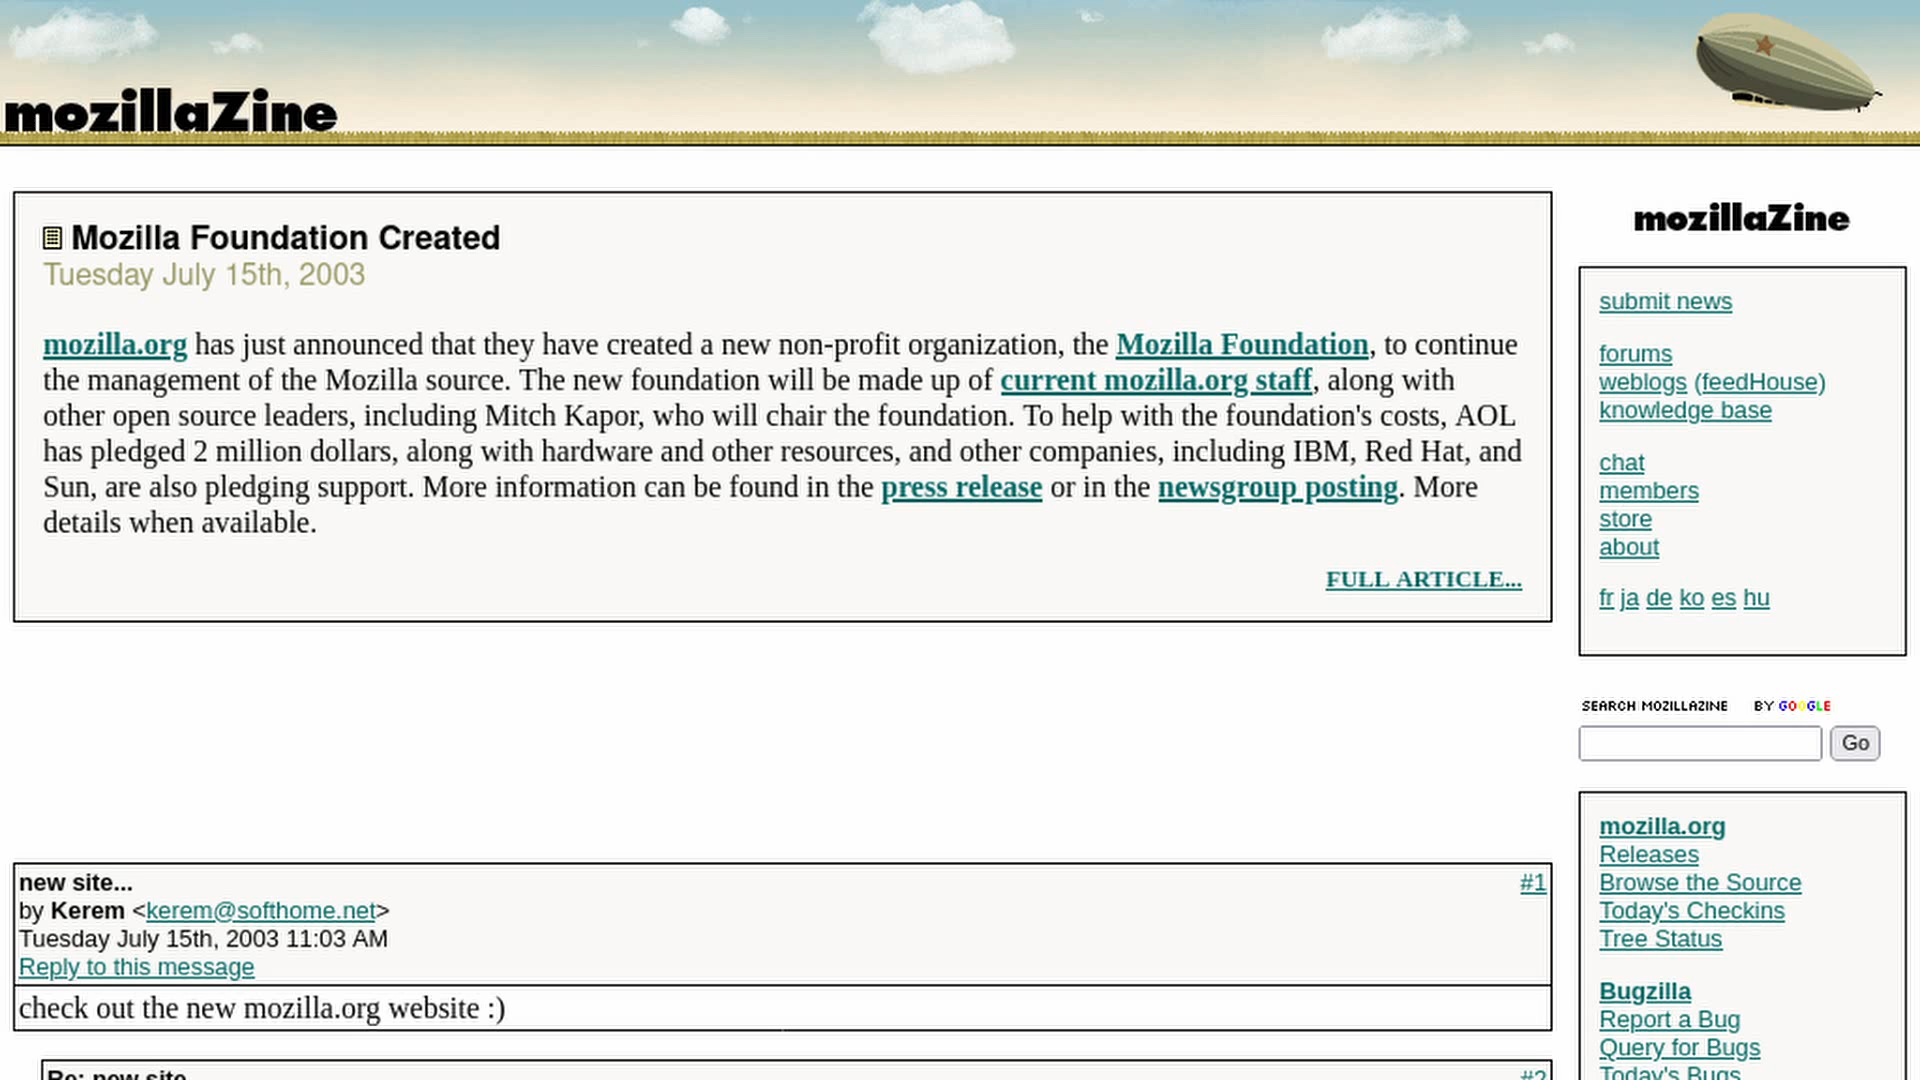 mozillaZine
Mozilla Foundation Created
Tuesday July 15th, 2003
mozilla.org has just announced that they have created a new non-profit organization, the Mozilla Foundation, to continue
the management of the Mozilla source. The new foundation will be made up of current mozilla.org staff, along with
other open source leaders, including Mitch Kapor, who will chair the foundation. To help with the foundation's costs, AOL
has pledged 2 million dollars, along with hardware and other resources, and other companies, including IBM, Red Hat, and
Sun, are also pledging support. More information can be found in the press release or in the newsgroup posting. More
details when available.
FULL ARTICLE...
new site...
#1
by Kerem <kerem@softhome.net>
Tuesday July 15th, 2003 11:03 AM
Reply to this message
check out the new mozilla.org website :)
Re: new site
#2
mozillaZine
submit news
forums
weblogs (feedHouse)
knowledge base
chat
members
store
about
fr ja de ko es hu
SEARCH MOZILLAZINE BY GOOGLE
Go
mozilla.org
Releases
Browse the Source
Today's Checkins
Tree Status
Bugzilla
Report a Bug
Query for Bugs
Today's Bugs